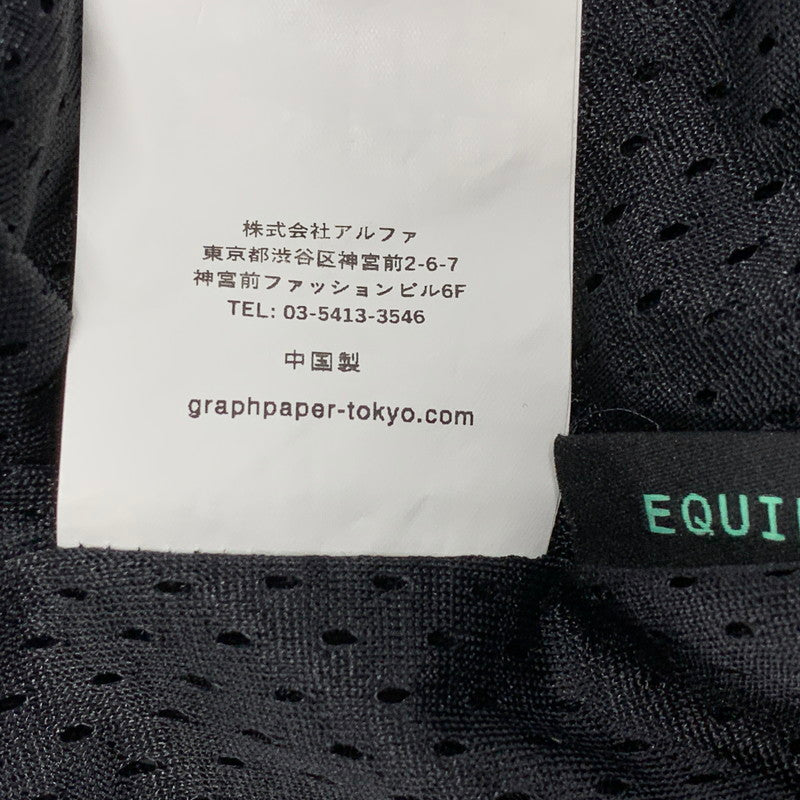 株式会社アルファ
東京都渋谷区神宮前2-6-7
神宮前ファッションビル6F
TEL: 03-5413-3546
中国製
graphpaper-tokyo.com